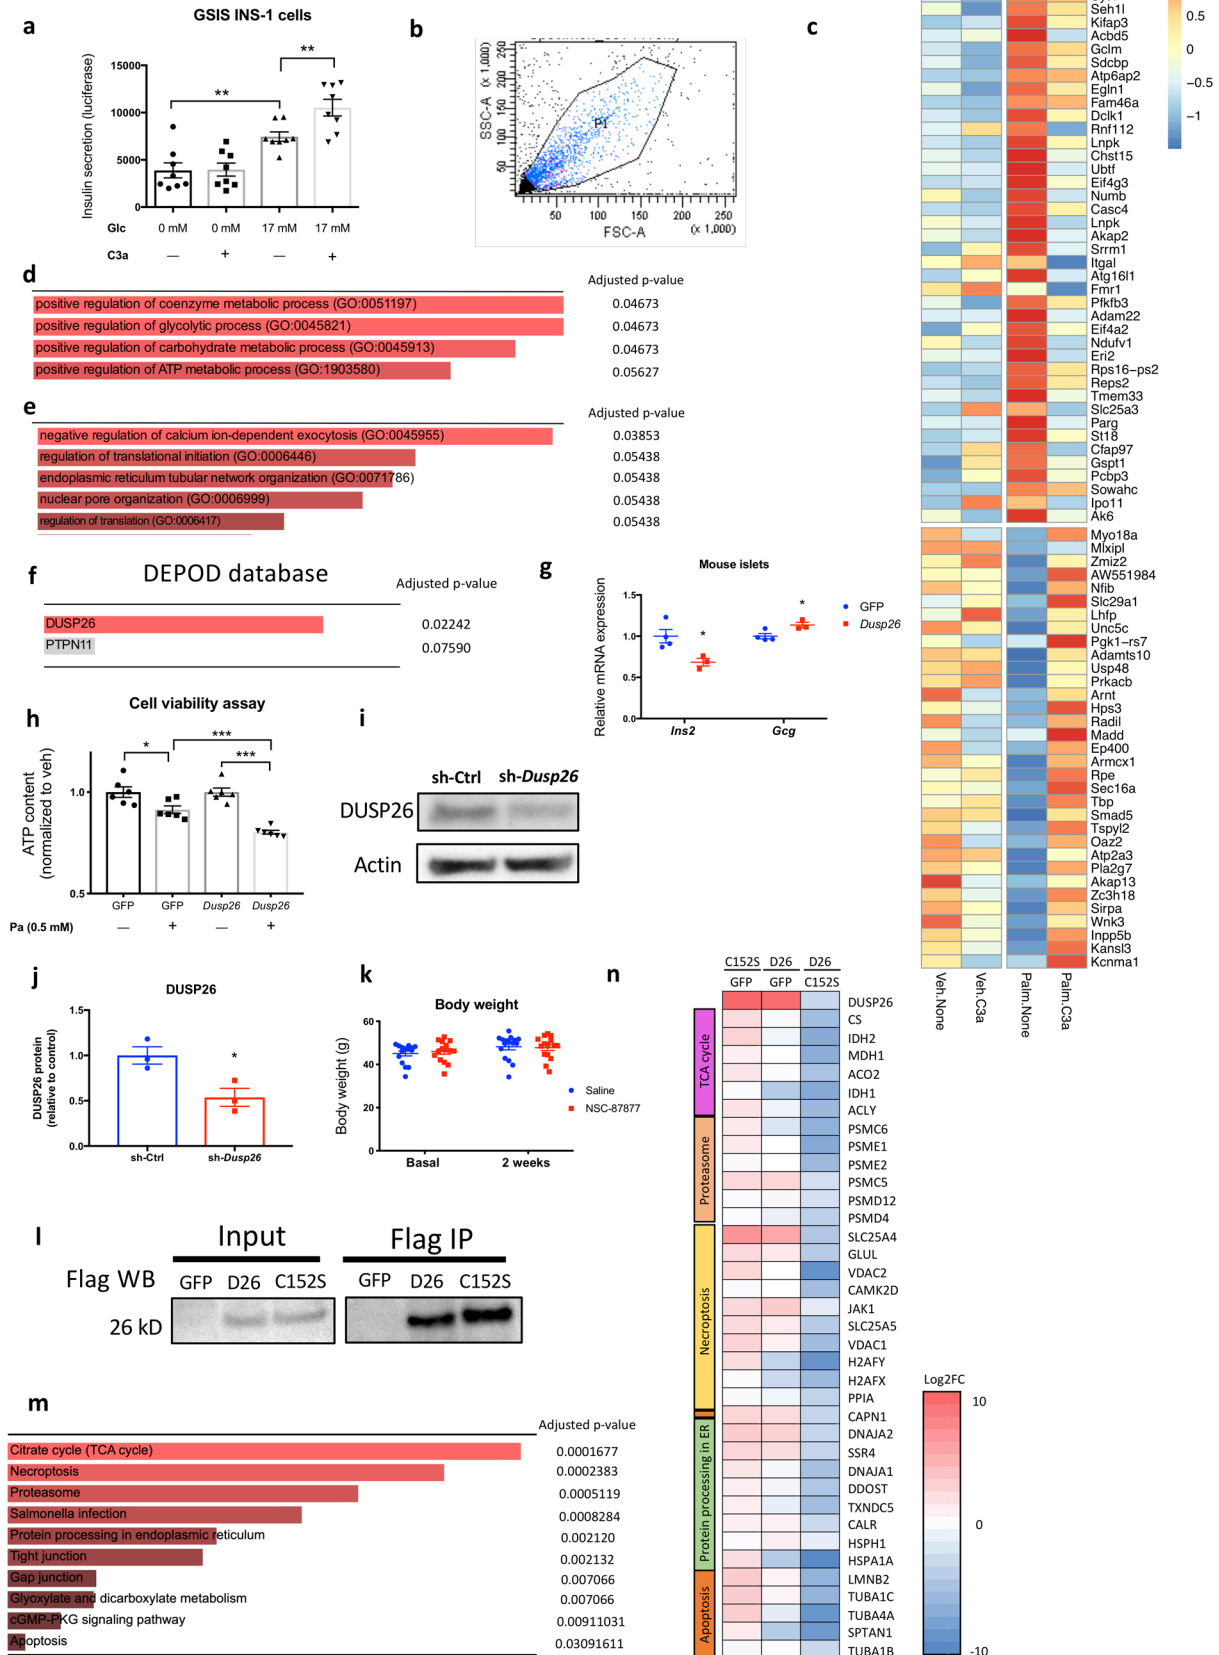 a
GSIS INS-1 cells
Insulin secretion (luciferase)
15000
10000
5000
0
**
**
Glc
0 mM
0 mM
17 mM
17 mM
C3a
—
+
—
+
b
SSC-A (x 1,000)
50
100
150
200
250
P1
50
100
150
200
250
FSC-A
(x 1,000)
c
0.5
0
−0.5
−1
Seh1l
Kifap3
Acbd5
Gclm
Sdcbp
Atp6ap2
Egln1
Fam46a
Dclk1
Rnf112
Lnpk
Chst15
Ubtf
Eif4g3
Numb
Casc4
Lnpk
Akap2
Srrm1
Itgal
Atg16l1
Fmr1
Pfkfb3
Adam22
Eif4a2
Ndufv1
Eri2
Rps16−ps2
Reps2
Tmem33
Slc25a3
Parg
St18
Cfap97
Gspt1
Pcbp3
Sowahc
Ipo11
Ak6
Myo18a
Mlxipl
Zmiz2
AW551984
Nfib
Slc29a1
Lhfp
Unc5c
Pgk1−rs7
Adamts10
Usp48
Prkacb
Arnt
Hps3
Radil
Madd
Ep400
Armcx1
Rpe
Sec16a
Tbp
Smad5
Tspyl2
Oaz2
Atp2a3
Pla2g7
Akap13
Zc3h18
Sirpa
Wnk3
Inpp5b
Kansl3
Kcnma1
Veh.None
Veh.C3a
Palm.None
Palm.C3a
d
Adjusted p-value
positive regulation of coenzyme metabolic process (GO:0051197)
0.04673
positive regulation of glycolytic process (GO:0045821)
0.04673
positive regulation of carbohydrate metabolic process (GO:0045913)
0.04673
positive regulation of ATP metabolic process (GO:1903580)
0.05627
e
Adjusted p-value
negative regulation of calcium ion-dependent exocytosis (GO:0045955)
0.03853
regulation of translational initiation (GO:0006446)
0.05438
endoplasmic reticulum tubular network organization (GO:0071786)
0.05438
nuclear pore organization (GO:0006999)
0.05438
regulation of translation (GO:0006417)
0.05438
f
DEPOD database
Adjusted p-value
DUSP26
0.02242
PTPN11
0.07590
g
Mouse islets
Relative mRNA expression
1.5
1.0
0.5
0.0
*
*
Ins2
Gcg
GFP
Dusp26
h
Cell viability assay
ATP content
(normalized to veh)
1.0
0.5
*
***
***
GFP
GFP
Dusp26
Dusp26
Pa (0.5 mM)
—
+
—
+
i
sh-Ctrl
sh-Dusp26
DUSP26
Actin
j
DUSP26
DUSP26 protein
(relative to control)
1.5
1.0
0.5
0.0
*
sh-Ctrl
sh-Dusp26
k
Body weight
Body weight (g)
60
40
20
0
Basal
2 weeks
Saline
NSC-87877
l
Input
Flag IP
Flag WB
GFP
D26
C152S
GFP
D26
C152S
26 kD
m
Adjusted p-value
Citrate cycle (TCA cycle)
0.0001677
Necroptosis
0.0002383
Proteasome
0.0005119
Salmonella infection
0.0008284
Protein processing in endoplasmic reticulum
0.002120
Tight junction
0.002132
Gap junction
0.007066
Glyoxylate and dicarboxylate metabolism
0.007066
cGMP-PKG signaling pathway
0.00911031
Apoptosis
0.03091611
n
C152S
D26
D26
GFP
GFP
C152S
TCA cycle
Proteasome
Necroptosis
Protein processing in ER
Apoptosis
DUSP26
CS
IDH2
MDH1
ACO2
IDH1
ACLY
PSMC6
PSME1
PSME2
PSMC5
PSMD12
PSMD4
SLC25A4
GLUL
VDAC2
CAMK2D
JAK1
SLC25A5
VDAC1
H2AFY
H2AFX
PPIA
CAPN1
DNAJA2
SSR4
DNAJA1
DDOST
TXNDC5
CALR
HSPH1
HSPA1A
LMNB2
TUBA1C
TUBA4A
SPTAN1
TUBA1B
Log2FC
10
0
-10